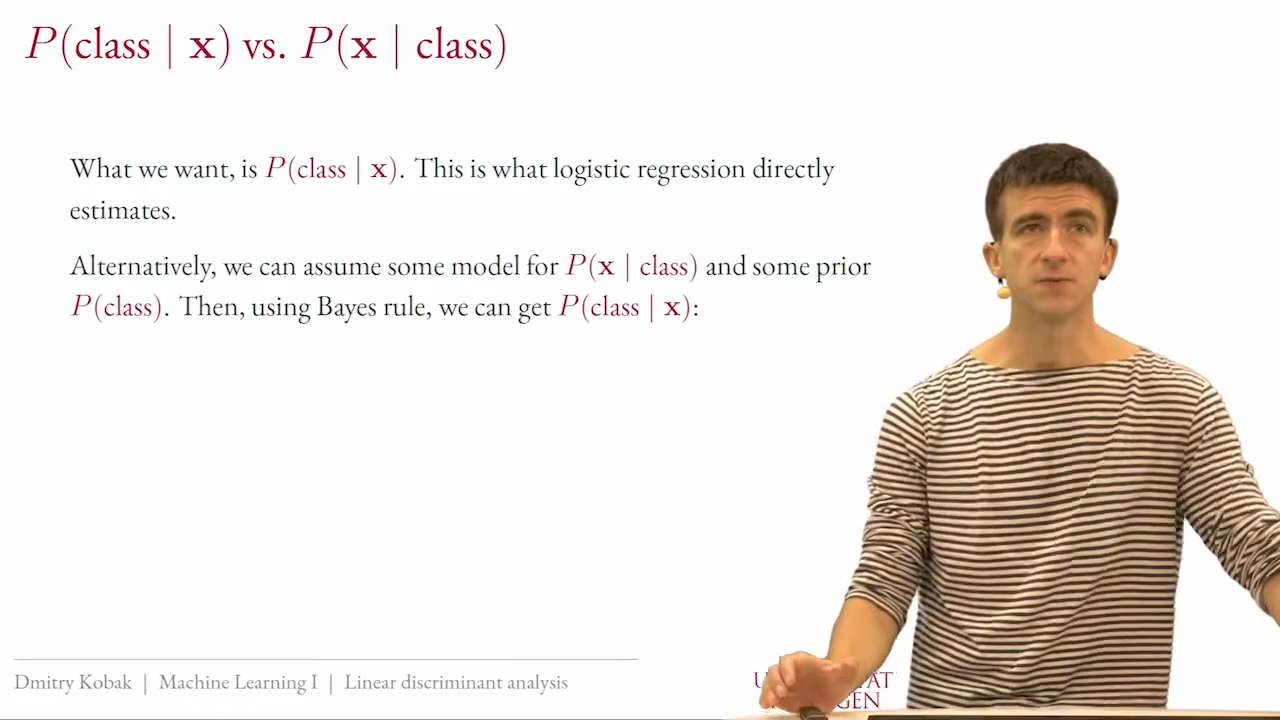 P(class | x) vs. P(x | class)
What we want, is P(class | x). This is what logistic regression directly
estimates.
Alternatively, we can assume some model for P(x | class) and some prior
P(class). Then, using Bayes rule, we can get P(class | x):
Dmitry Kobak | Machine Learning I | Linear discriminant analysis